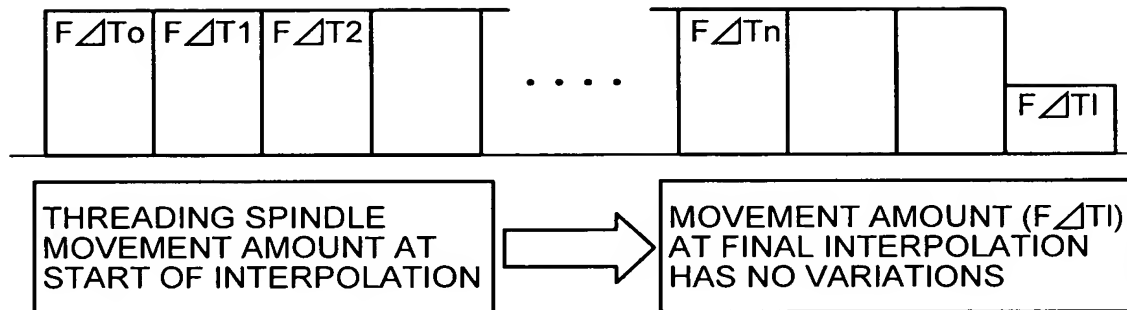 F⊿To F⊿T1 F⊿T2 F⊿Tn
F⊿Tl
THREADING SPINDLE
MOVEMENT AMOUNT AT
START OF INTERPOLATION
MOVEMENT AMOUNT (F⊿Tl)
AT FINAL INTERPOLATION
HAS NO VARIATIONS